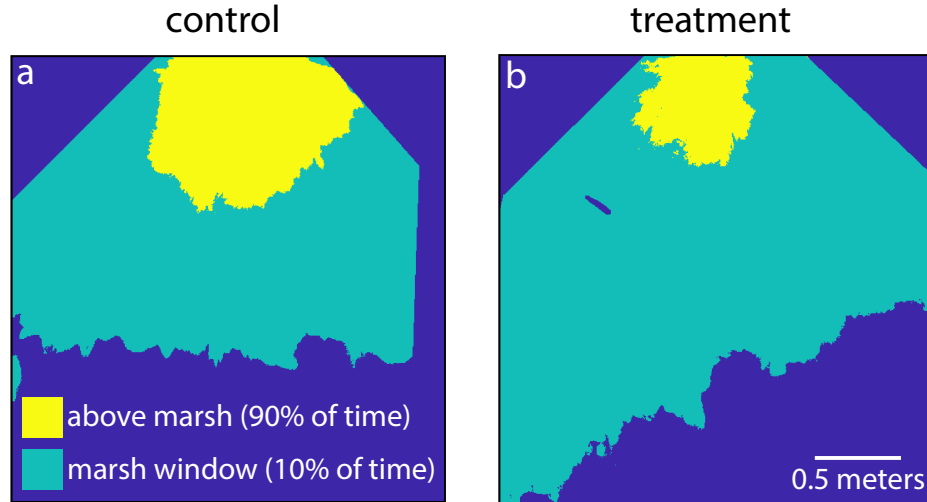 control
treatment
a
b
above marsh (90% of time)
marsh window (10% of time)
0.5 meters